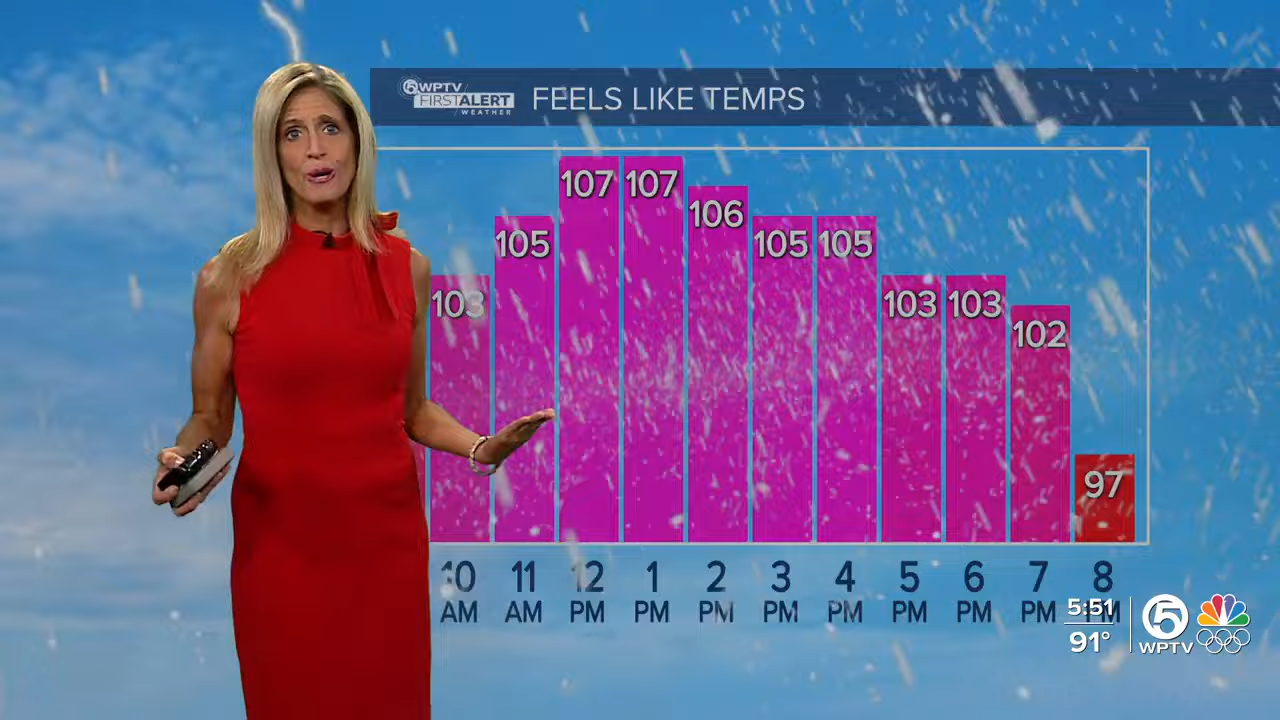 5 WPTV
FIRST ALERT
WEATHER
FEELS LIKE TEMPS
103 105 107 107 106 105 105 103 103 102 97
10 11 12 1 2 3 4 5 6 7 8
AM AM PM PM PM PM PM PM PM PM PM
5:51
91°
5
WPTV